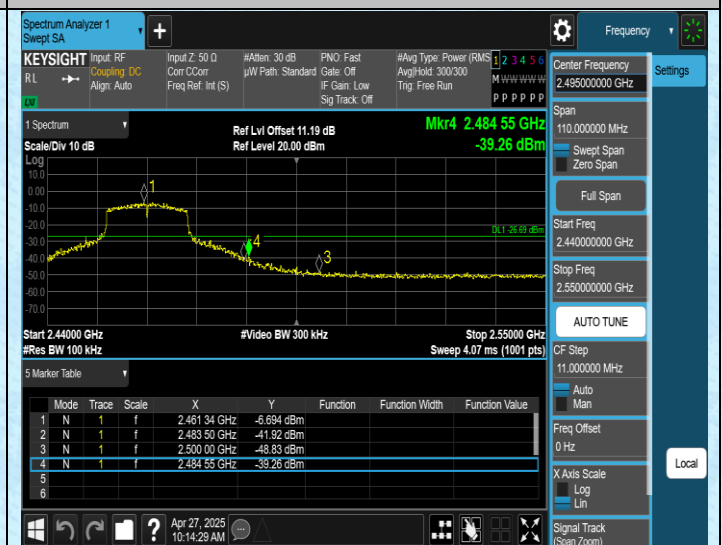 Spectrum Analyzer 1
Swept SA
+
Frequency
KEYSIGHT
RL
LXI
Input: RF
Coupling: DC
Align: Auto
Input Z: 50 Ω
Corr CCorr
Freq Ref: Int (S)
#Atten: 30 dB
µW Path: Standard
PNO: Fast
Gate: Off
IF Gain: Low
Sig Track: Off
#Avg Type: Power (RMS
Avg|Hold: 300/300
Trig: Free Run
1 2 3 4 5 6
M W W W W W
P P P P P P
1 Spectrum
Scale/Div 10 dB
Ref Lvl Offset 11.19 dB
Ref Level 20.00 dBm
Mkr4 2.484 55 GHz
-39.26 dBm
Log
10.0
0.00
-10.0
-20.0
-30.0
-40.0
-50.0
-60.0
-70.0
1
4
3
DL1 -26.69 dBm
Start 2.44000 GHz
#Res BW 100 kHz
#Video BW 300 kHz
Stop 2.55000 GHz
Sweep 4.07 ms (1001 pts)
5 Marker Table
Mode Trace Scale X Y Function Function Width Function Value
1 N 1 f 2.461 34 GHz -6.694 dBm
2 N 1 f 2.483 50 GHz -41.92 dBm
3 N 1 f 2.500 00 GHz -48.83 dBm
4 N 1 f 2.484 55 GHz -39.26 dBm
5
6
?
Apr 27, 2025
10:14:29 AM
Center Frequency
2.495000000 GHz
Span
110.000000 MHz
Swept Span
Zero Span
Full Span
Start Freq
2.440000000 GHz
Stop Freq
2.550000000 GHz
AUTO TUNE
CF Step
11.000000 MHz
Auto
Man
Freq Offset
0 Hz
X Axis Scale
Log
Lin
Signal Track
(Span Zoom)
Settings
Local